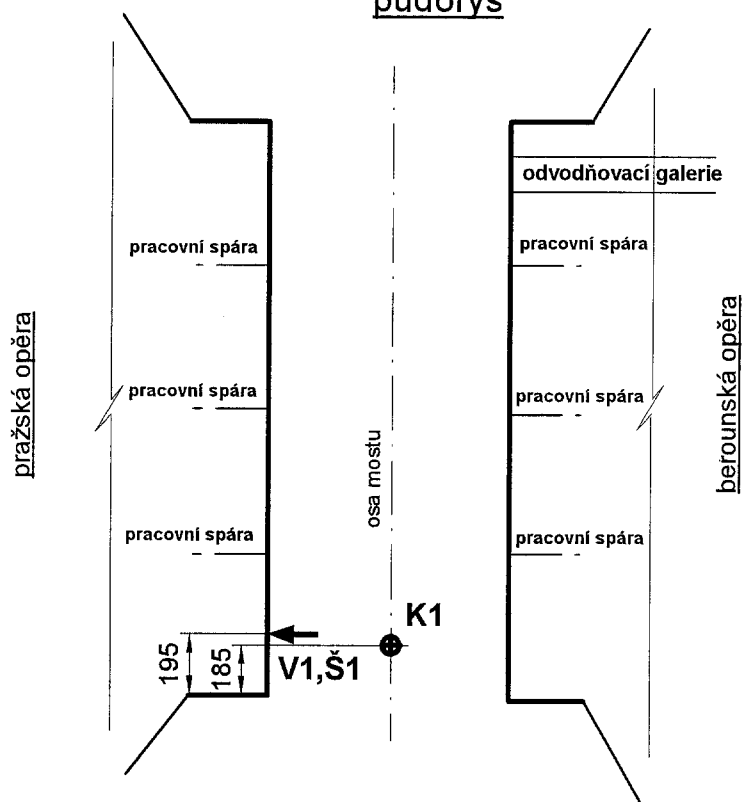 půdorys
odvodňovací galerie
pracovní spára
pracovní spára
pražská opěra
berounská opěra
pracovní spára
pracovní spára
osa mostu
pracovní spára
pracovní spára
K1
195
185
V1,Š1